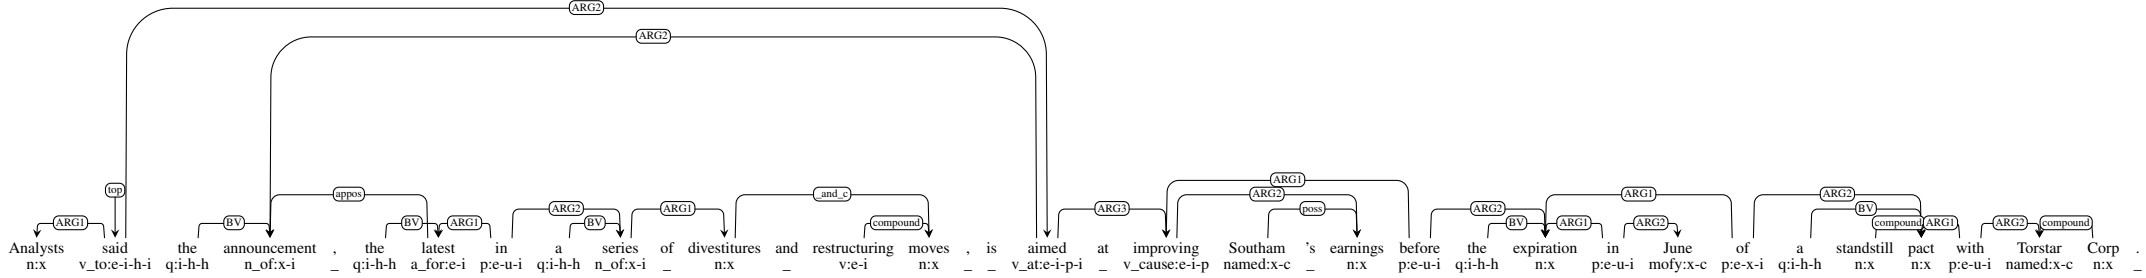 ARG2
ARG2
top appos _and_c ARG1 ARG2 ARG1 ARG2
ARG1 BV BV ARG1 ARG2 BV ARG1 compound ARG3 poss ARG2 BV ARG1 ARG2 BV compound ARG1 ARG2 compound
Analysts said the announcement , the latest in a series of divestitures and restructuring moves , is aimed at improving Southam 's earnings before the expiration in June of a standstill pact with Torstar Corp .
n:x v_to:e-i-h-i q:i-h-h n_of:x-i _ q:i-h-h a_for:e-i p:e-u-i q:i-h-h n_of:x-i _ n:x _ v:e-i n:x _ _ v_at:e-i-p-i _ v_cause:e-i-p named:x-c _ n:x p:e-u-i q:i-h-h n:x p:e-u-i mofy:x-c p:e-x-i q:i-h-h n:x n:x p:e-u-i named:x-c n:x _